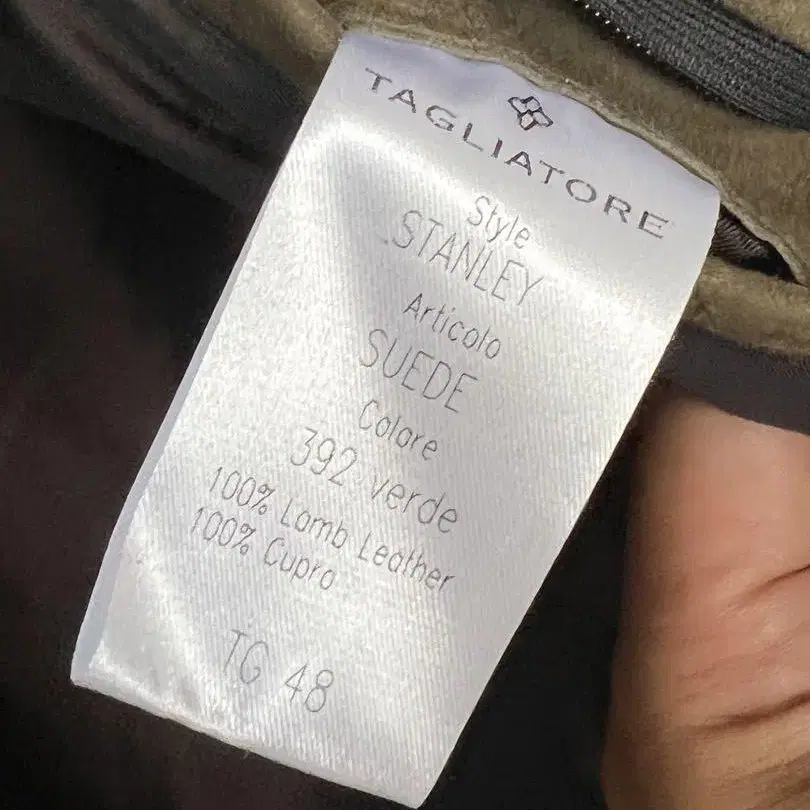 TAGLIATORE
Style
STANLEY
Articolo
SUEDE
Colore
392 verde
100% Lamb Leather
100% Cupro
TG 48